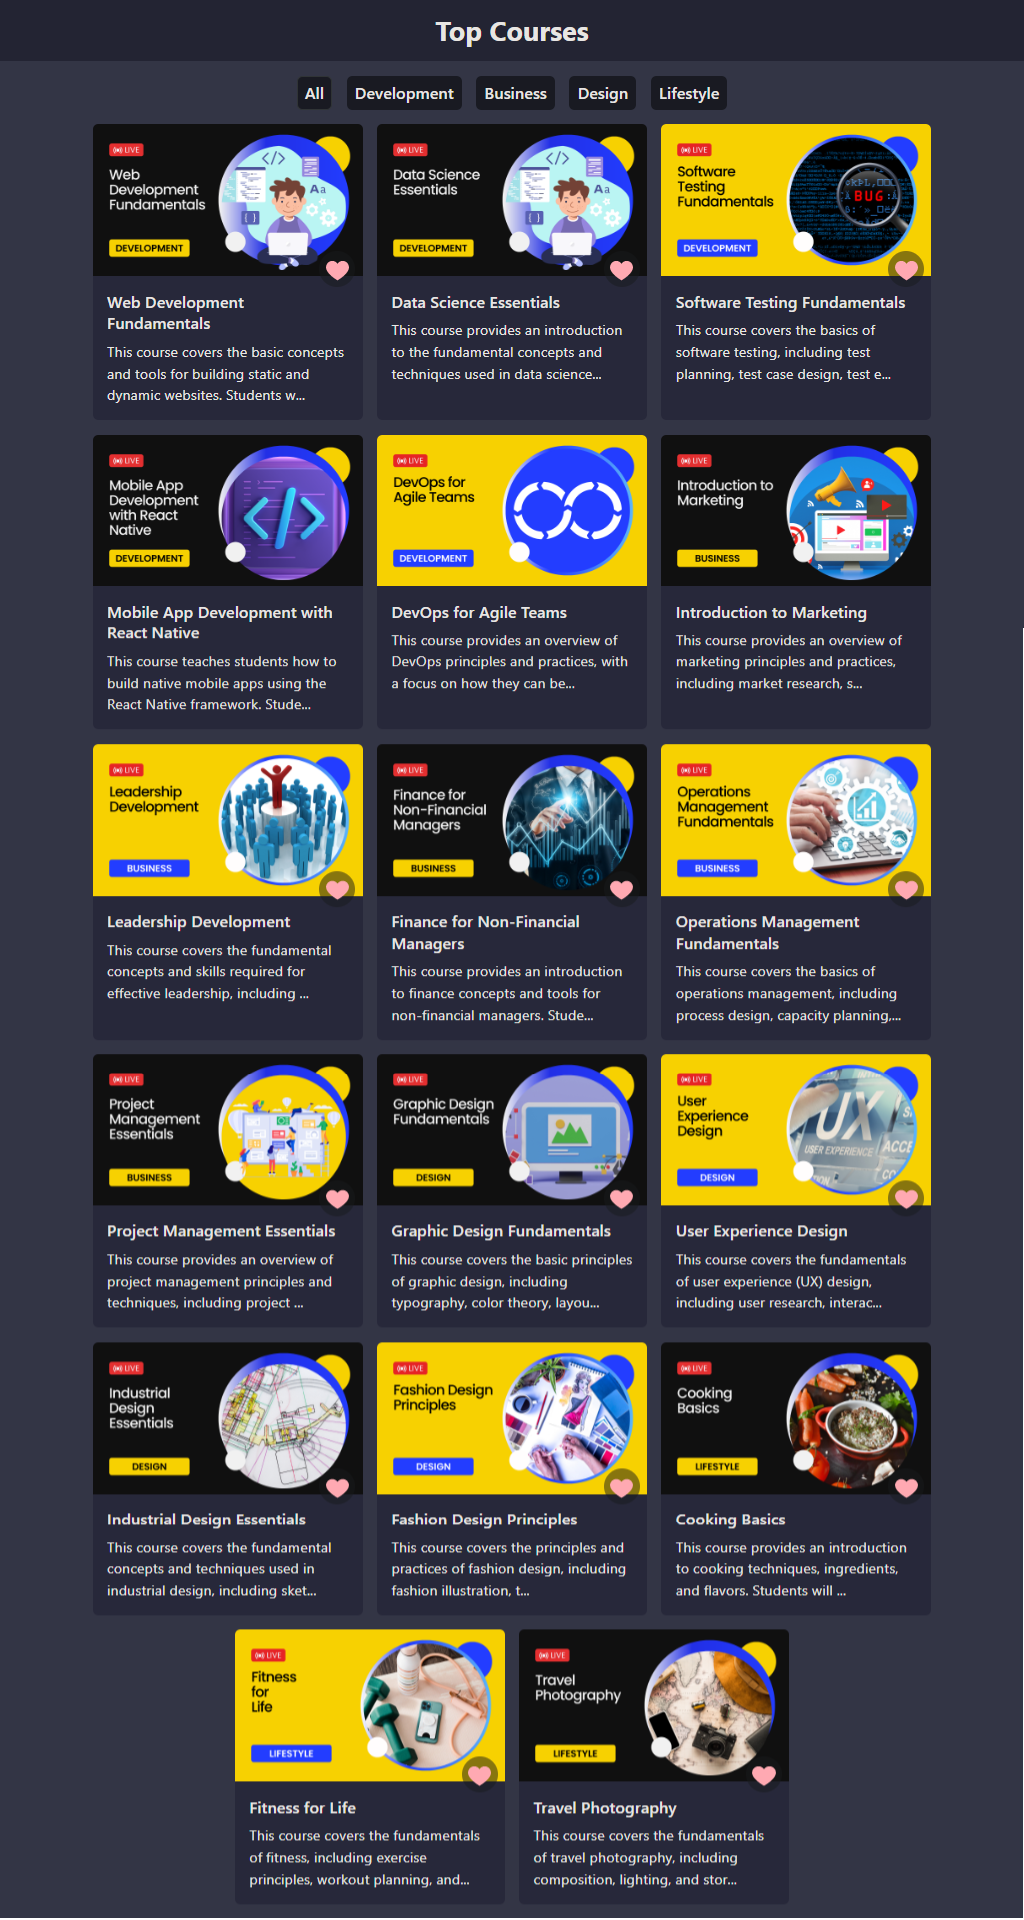 Top Courses
All Development Business Design Lifestyle
LIVE
Web
Development
Fundamentals
Aa
DEVELOPMENT
Web Development
Fundamentals
This course covers the basic concepts
and tools for building static and
dynamic websites. Students w...
LIVE
Data Science
Essentials
Aa
DEVELOPMENT
Data Science Essentials
This course provides an introduction
to the fundamental concepts and
techniques used in data science...
LIVE
Software
Testing
Fundamentals
BUG
DEVELOPMENT
Software Testing Fundamentals
This course covers the basics of
software testing, including test
planning, test case design, test e...
LIVE
Mobile App
Development
with React
Native
DEVELOPMENT
Mobile App Development with
React Native
This course teaches students how to
build native mobile apps using the
React Native framework. Stude...
LIVE
DevOps for
Agile Teams
DEVELOPMENT
DevOps for Agile Teams
This course provides an overview of
DevOps principles and practices, with
a focus on how they can be...
LIVE
Introduction to
Marketing
BUSINESS
Introduction to Marketing
This course provides an overview of
marketing principles and practices,
including market research, s...
LIVE
Leadership
Development
BUSINESS
Leadership Development
This course covers the fundamental
concepts and skills required for
effective leadership, including ...
LIVE
Finance for
Non-Financial
Managers
BUSINESS
Finance for Non-Financial
Managers
This course provides an introduction
to finance concepts and tools for
non-financial managers. Stude...
LIVE
Operations
Management
Fundamentals
BUSINESS
Operations Management
Fundamentals
This course covers the basics of
operations management, including
process design, capacity planning,...
LIVE
Project
Management
Essentials
BUSINESS
Project Management Essentials
This course provides an overview of
project management principles and
techniques, including project ...
LIVE
Graphic Design
Fundamentals
DESIGN
Graphic Design Fundamentals
This course covers the basic principles
of graphic design, including
typography, color theory, layou...
LIVE
User
Experience
Design
UX
USER EXPERIENCE
ACCE
DESIGN
User Experience Design
This course covers the fundamentals
of user experience (UX) design,
including user research, interac...
LIVE
Industrial
Design
Essentials
DESIGN
Industrial Design Essentials
This course covers the fundamental
concepts and techniques used in
industrial design, including sket...
LIVE
Fashion Design
Principles
DESIGN
Fashion Design Principles
This course covers the principles and
practices of fashion design, including
fashion illustration, t...
LIVE
Cooking
Basics
LIFESTYLE
Cooking Basics
This course provides an introduction
to cooking techniques, ingredients,
and flavors. Students will ...
LIVE
Fitness
for
Life
LIFESTYLE
Fitness for Life
This course covers the fundamentals
of fitness, including exercise
principles, workout planning, and...
LIVE
Travel
Photography
LIFESTYLE
Travel Photography
This course covers the fundamentals
of travel photography, including
composition, lighting, and stor...